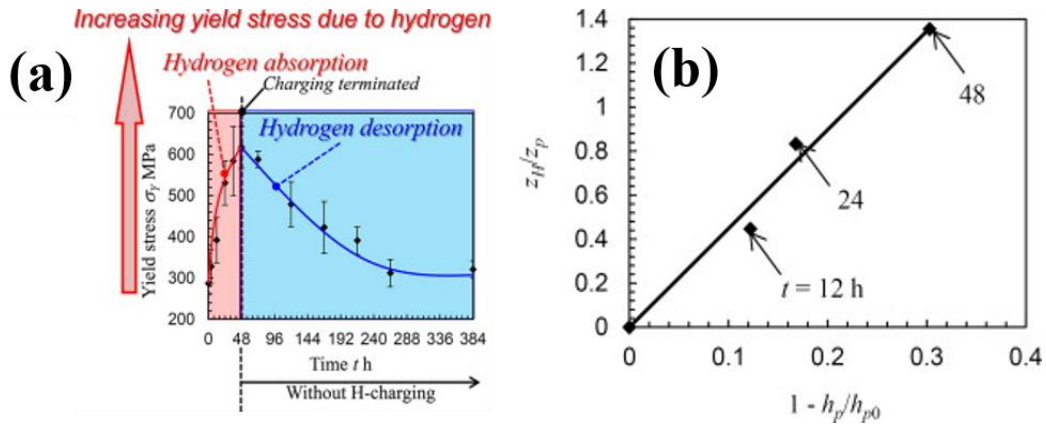 Increasing yield stress due to hydrogen
(a)
Hydrogen absorption
Charging terminated
Hydrogen desorption
Yield stress σY MPa
700
600
500
400
300
200
0 48 96 144 192 240 288 336 384
Time t h
Without H-charging
(b)
zH/zp
1.4
1.2
1
0.8
0.6
0.4
0.2
0
48
24
t = 12 h
0 0.1 0.2 0.3 0.4
1 - hp/hp0